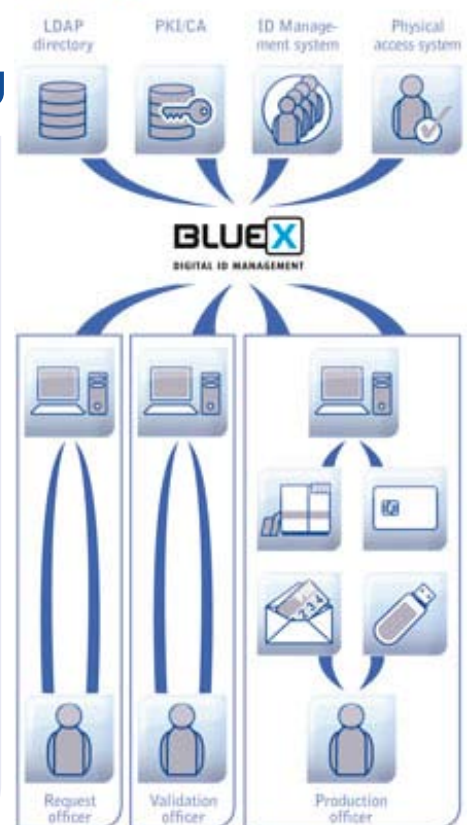 LDAP
directory
PKI/CA
ID Manage-
ment system
Physical
access system
BLUEX
DIGITAL ID MANAGEMENT
234
Request
officer
Validation
officer
Production
officer